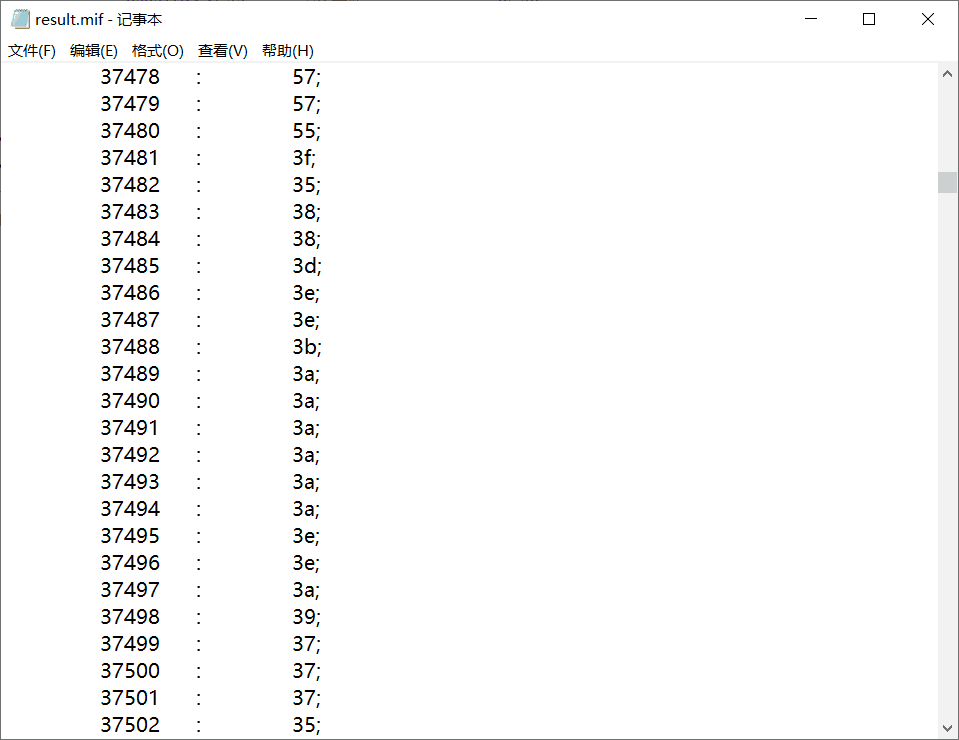 result.mif - 记事本
文件(F) 编辑(E) 格式(O) 查看(V) 帮助(H)
37478 : 57;
37479 : 57;
37480 : 55;
37481 : 3f;
37482 : 35;
37483 : 38;
37484 : 38;
37485 : 3d;
37486 : 3e;
37487 : 3e;
37488 : 3b;
37489 : 3a;
37490 : 3a;
37491 : 3a;
37492 : 3a;
37493 : 3a;
37494 : 3a;
37495 : 3e;
37496 : 3e;
37497 : 3a;
37498 : 39;
37499 : 37;
37500 : 37;
37501 : 37;
37502 : 35;